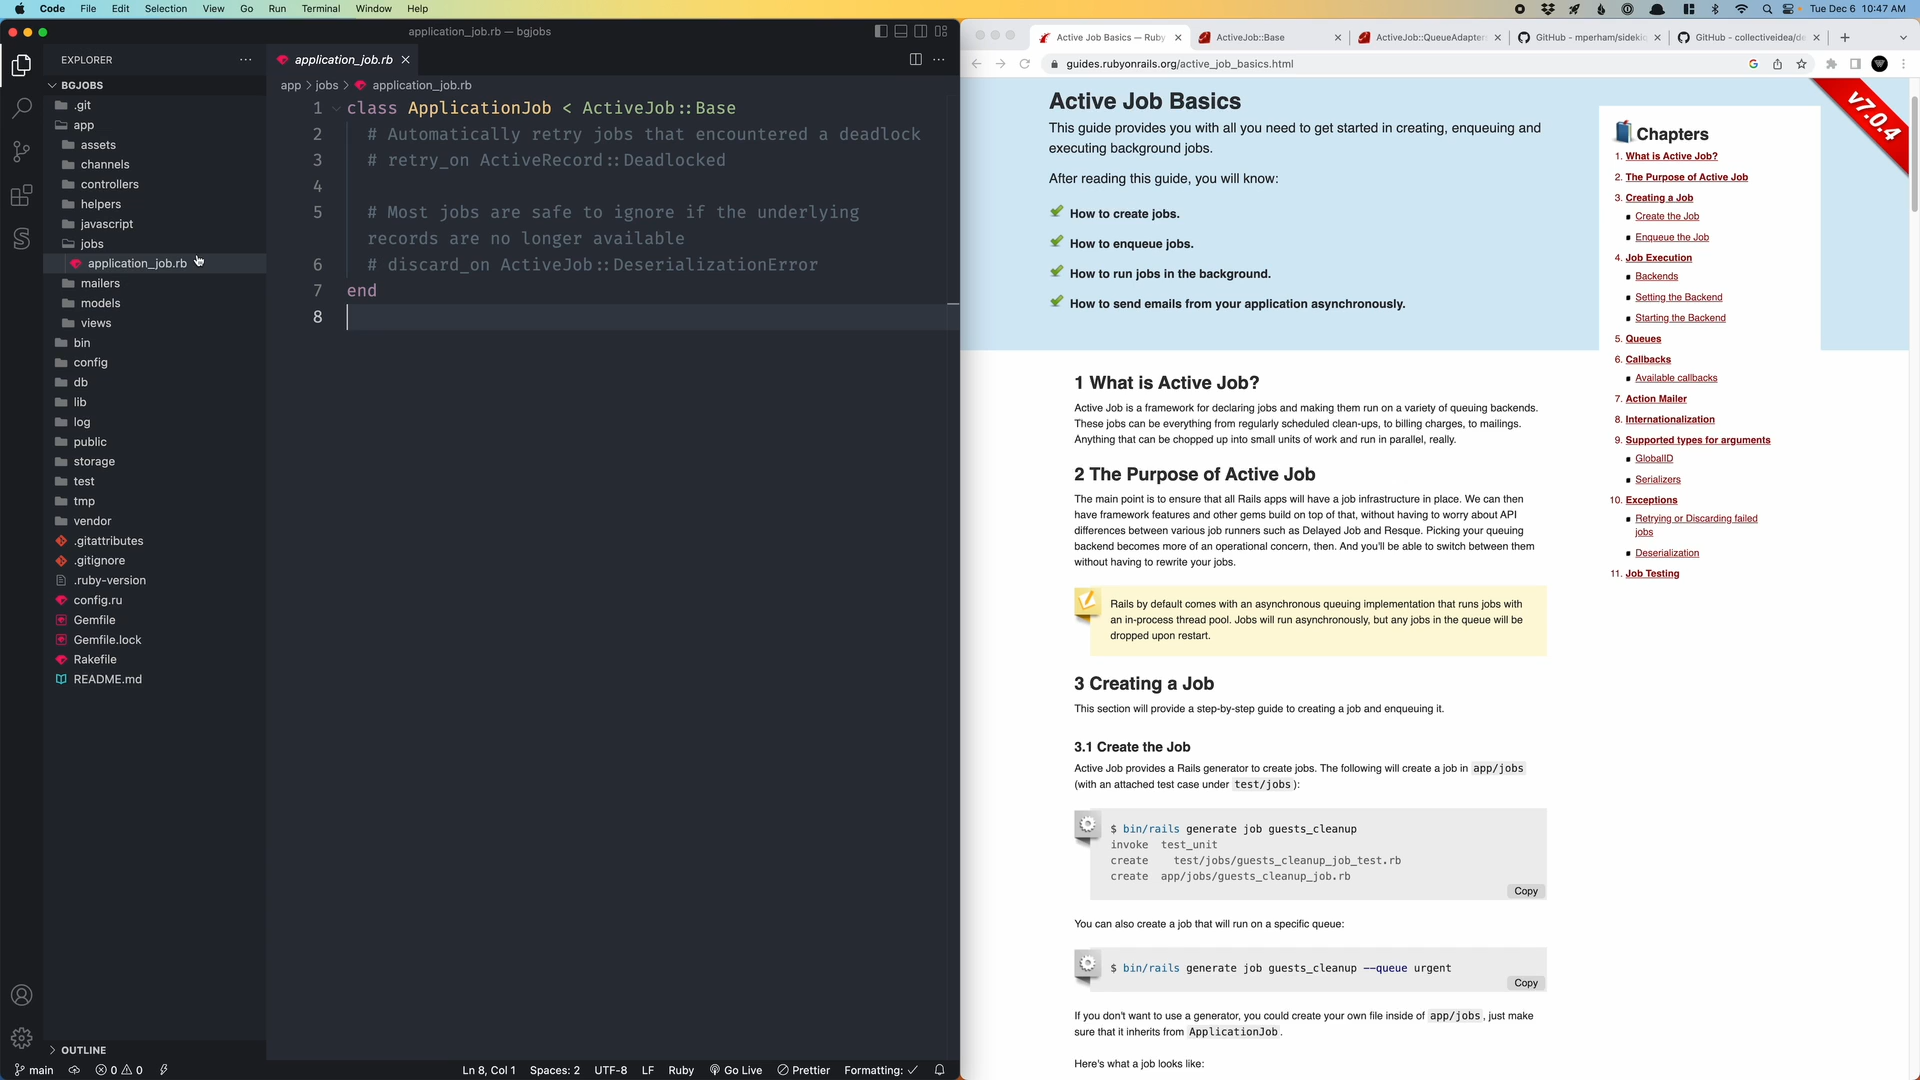 Code File Edit Selection View Go Run Terminal Window Help
Tue Dec 6 10:47 AM
application_job.rb — bgjobs
EXPLORER
BGJOBS
.git
app
assets
channels
controllers
helpers
javascript
jobs
application_job.rb
mailers
models
views
bin
config
db
lib
log
public
storage
test
tmp
vendor
.gitattributes
.gitignore
.ruby-version
config.ru
Gemfile
Gemfile.lock
Rakefile
README.md
OUTLINE
application_job.rb
app > jobs > application_job.rb
1 class ApplicationJob < ActiveJob::Base
2 # Automatically retry jobs that encountered a deadlock
3 # retry_on ActiveRecord::Deadlocked
4
5 # Most jobs are safe to ignore if the underlying
records are no longer available
6 # discard_on ActiveJob::DeserializationError
7 end
8
main 0 0 Ln 8, Col 1 Spaces: 2 UTF-8 LF Ruby Go Live Prettier Formatting:
Active Job Basics — Ruby
ActiveJob::Base
ActiveJob::QueueAdapter
GitHub - mperham/sideki
GitHub - collectiveidea/de
guides.rubyonrails.org/active_job_basics.html
v7.0.4
Active Job Basics
This guide provides you with all you need to get started in creating, enqueuing and
executing background jobs.
After reading this guide, you will know:
How to create jobs.
How to enqueue jobs.
How to run jobs in the background.
How to send emails from your application asynchronously.
Chapters
1. What is Active Job?
2. The Purpose of Active Job
3. Creating a Job
Create the Job
Enqueue the Job
4. Job Execution
Backends
Setting the Backend
Starting the Backend
5. Queues
6. Callbacks
Available callbacks
7. Action Mailer
8. Internationalization
9. Supported types for arguments
GlobalID
Serializers
10. Exceptions
Retrying or Discarding failed
jobs
Deserialization
11. Job Testing
1 What is Active Job?
Active Job is a framework for declaring jobs and making them run on a variety of queuing backends.
These jobs can be everything from regularly scheduled clean-ups, to billing charges, to mailings.
Anything that can be chopped up into small units of work and run in parallel, really.
2 The Purpose of Active Job
The main point is to ensure that all Rails apps will have a job infrastructure in place. We can then
have framework features and other gems build on top of that, without having to worry about API
differences between various job runners such as Delayed Job and Resque. Picking your queuing
backend becomes more of an operational concern, then. And you'll be able to switch between them
without having to rewrite your jobs.
Rails by default comes with an asynchronous queuing implementation that runs jobs with
an in-process thread pool. Jobs will run asynchronously, but any jobs in the queue will be
dropped upon restart.
3 Creating a Job
This section will provide a step-by-step guide to creating a job and enqueuing it.
3.1 Create the Job
Active Job provides a Rails generator to create jobs. The following will create a job in app/jobs
(with an attached test case under test/jobs ):
$ bin/rails generate job guests_cleanup
invoke test_unit
create test/jobs/guests_cleanup_job_test.rb
create app/jobs/guests_cleanup_job.rb
Copy
You can also create a job that will run on a specific queue:
$ bin/rails generate job guests_cleanup --queue urgent
Copy
If you don't want to use a generator, you could create your own file inside of app/jobs , just make
sure that it inherits from ApplicationJob .
Here's what a job looks like: